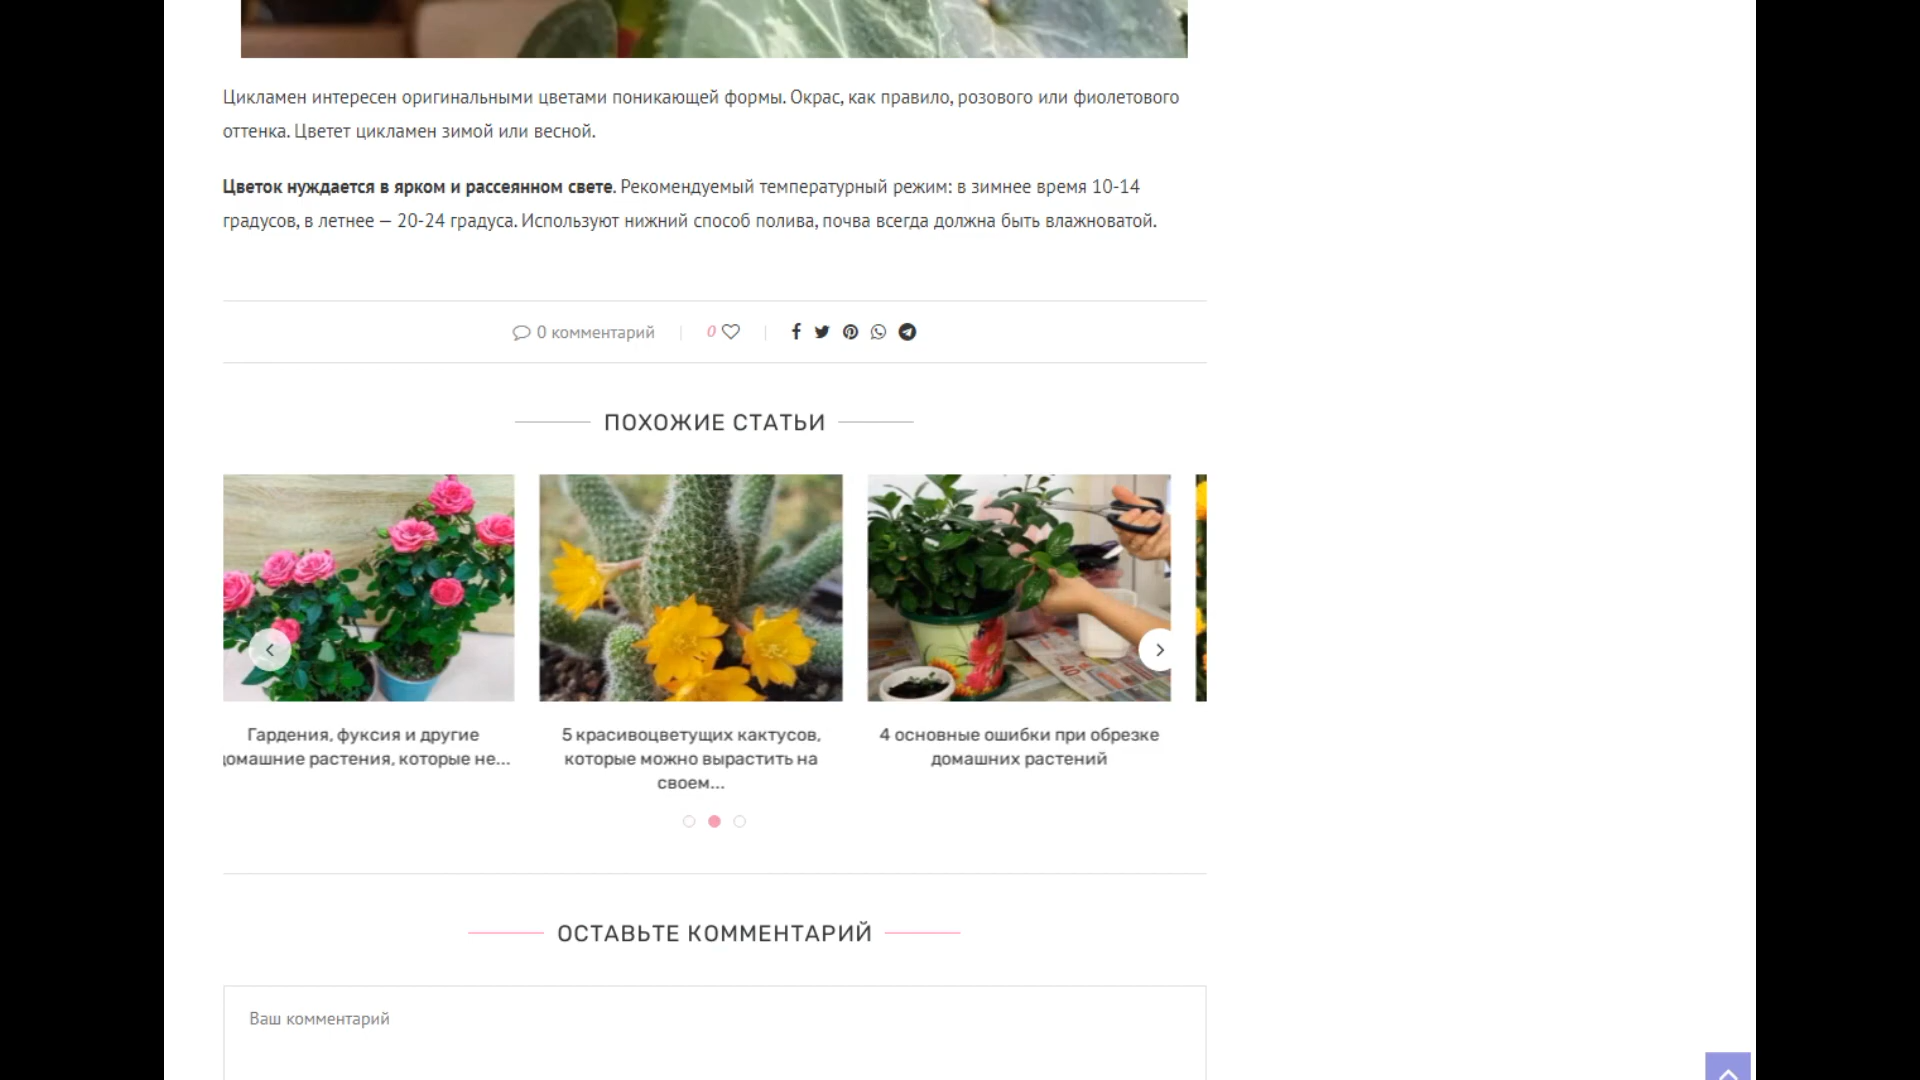 Цикламен интересен оригинальными цветами поникающей формы. Окрас, как правило, розового или фиолетового
оттенка. Цветет цикламен зимой или весной.
Цветок нуждается в ярком и рассеянном свете. Рекомендуемый температурный режим: в зимнее время 10-14
градусов, в летнее — 20-24 градуса. Используют нижний способ полива, почва всегда должна быть влажноватой.
0 комментарий
0
ПОХОЖИЕ СТАТЬИ
Гардения, фуксия и другие
домашние растения, которые не...
5 красивоцветущих кактусов,
которые можно вырастить на
своем...
4 основные ошибки при обрезке
домашних растений
ОСТАВЬТЕ КОММЕНТАРИЙ
Ваш комментарий